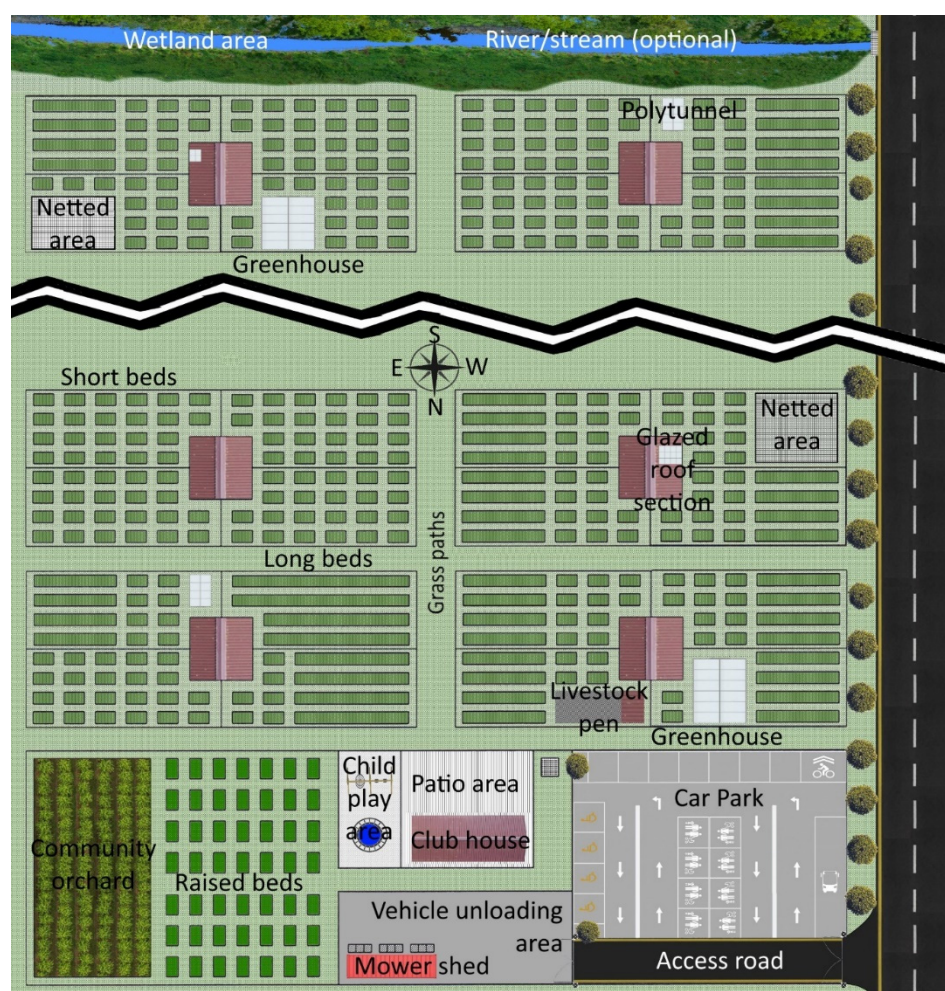 Wetland area
River/stream (optional)
Polytunnel
Netted
area
Greenhouse
S
E
W
N
Short beds
Netted
area
Glazed
roof
section
Grass paths
Long beds
Livestock
pen
Greenhouse
Child
play
area
Patio area
Car Park
Club house
Community
orchard
Raised beds
Vehicle unloading
area
Mower shed
Access road